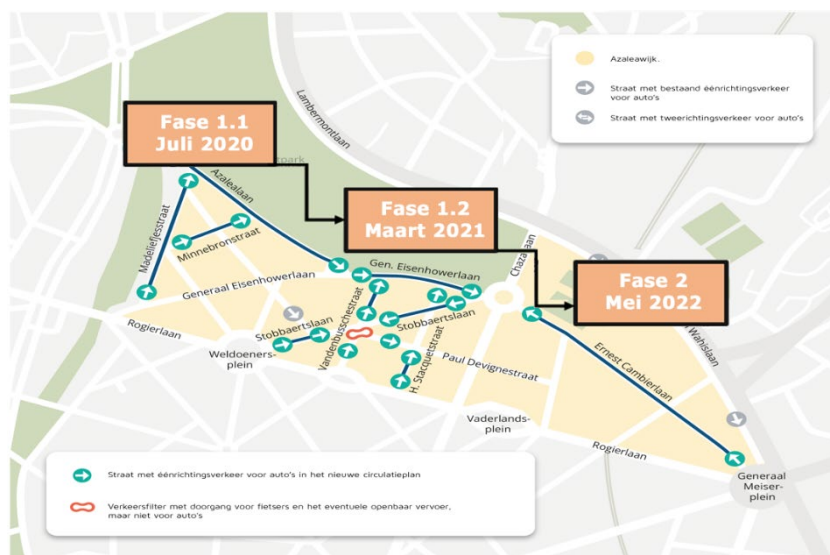 Azaleawijk.
Straat met bestaand éénrichtingsverkeer
voor auto's
Straat met tweerichtingsverkeer voor auto's
Lambermontlaan
Fase 1.1
Juli 2020
Azalealaan
Fase 1.2
Maart 2021
Madeliefjesstraat
Minnebronstraat
Chazallaan
Gen. Eisenhowerlaan
Fase 2
Mei 2022
Generaal Eisenhowerlaan
Rogierlaan
Stobbaertslaan
Vandenbusschestraat
Stobbaertslaan
Wahislaan
Weldoeners-
plein
H. Stacquetstraat
Paul Devignestraat
Ernest Cambierlaan
Vaderlands-
plein
Rogierlaan
Generaal
Meiser-
plein
Straat met éénrichtingsverkeer voor auto's in het nieuwe circulatieplan
Verkeersfilter met doorgang voor fietsers en het eventuele openbaar vervoer,
maar niet voor auto's